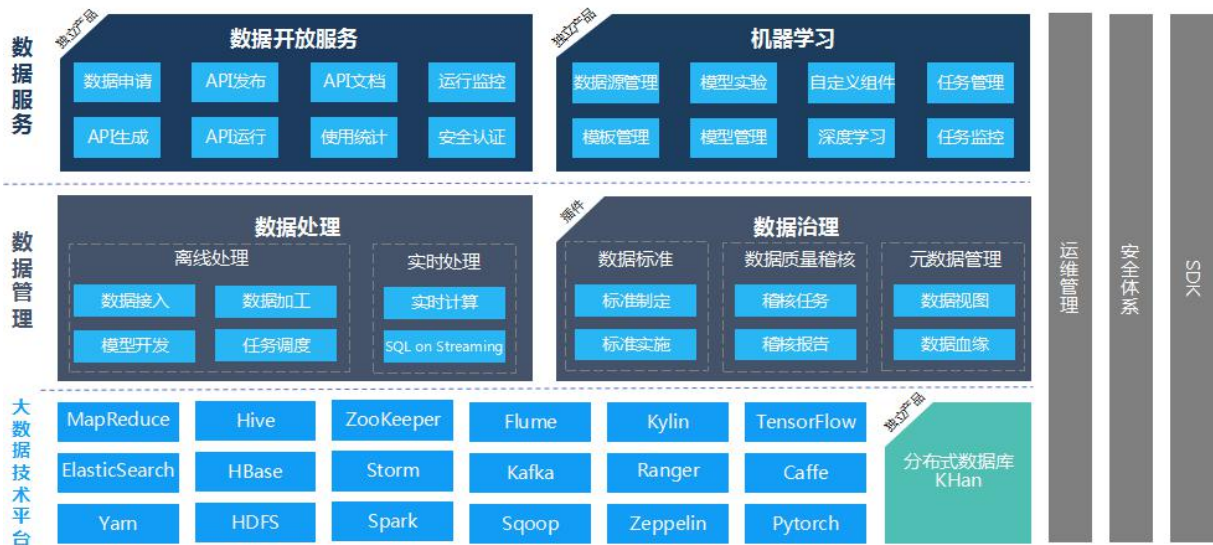 数据服务
独立产品
数据开放服务
数据申请
API发布
API文档
运行监控
API生成
API运行
使用统计
安全认证
独立产品
机器学习
数据源管理
模型实验
自定义组件
任务管理
模板管理
模型管理
深度学习
任务监控
数据管理
数据处理
离线处理
数据接入
数据加工
模型开发
任务调度
实时处理
实时计算
SQL on Streaming
插件
数据治理
数据标准
标准制定
标准实施
数据质量稽核
稽核任务
稽核报告
元数据管理
数据视图
数据血缘
大数据技术平台
MapReduce
Hive
ZooKeeper
Flume
Kylin
TensorFlow
ElasticSearch
HBase
Storm
Kafka
Ranger
Caffe
Yarn
HDFS
Spark
Sqoop
Zeppelin
Pytorch
独立产品
分布式数据库
KHan
运维管理
安全体系
SDK